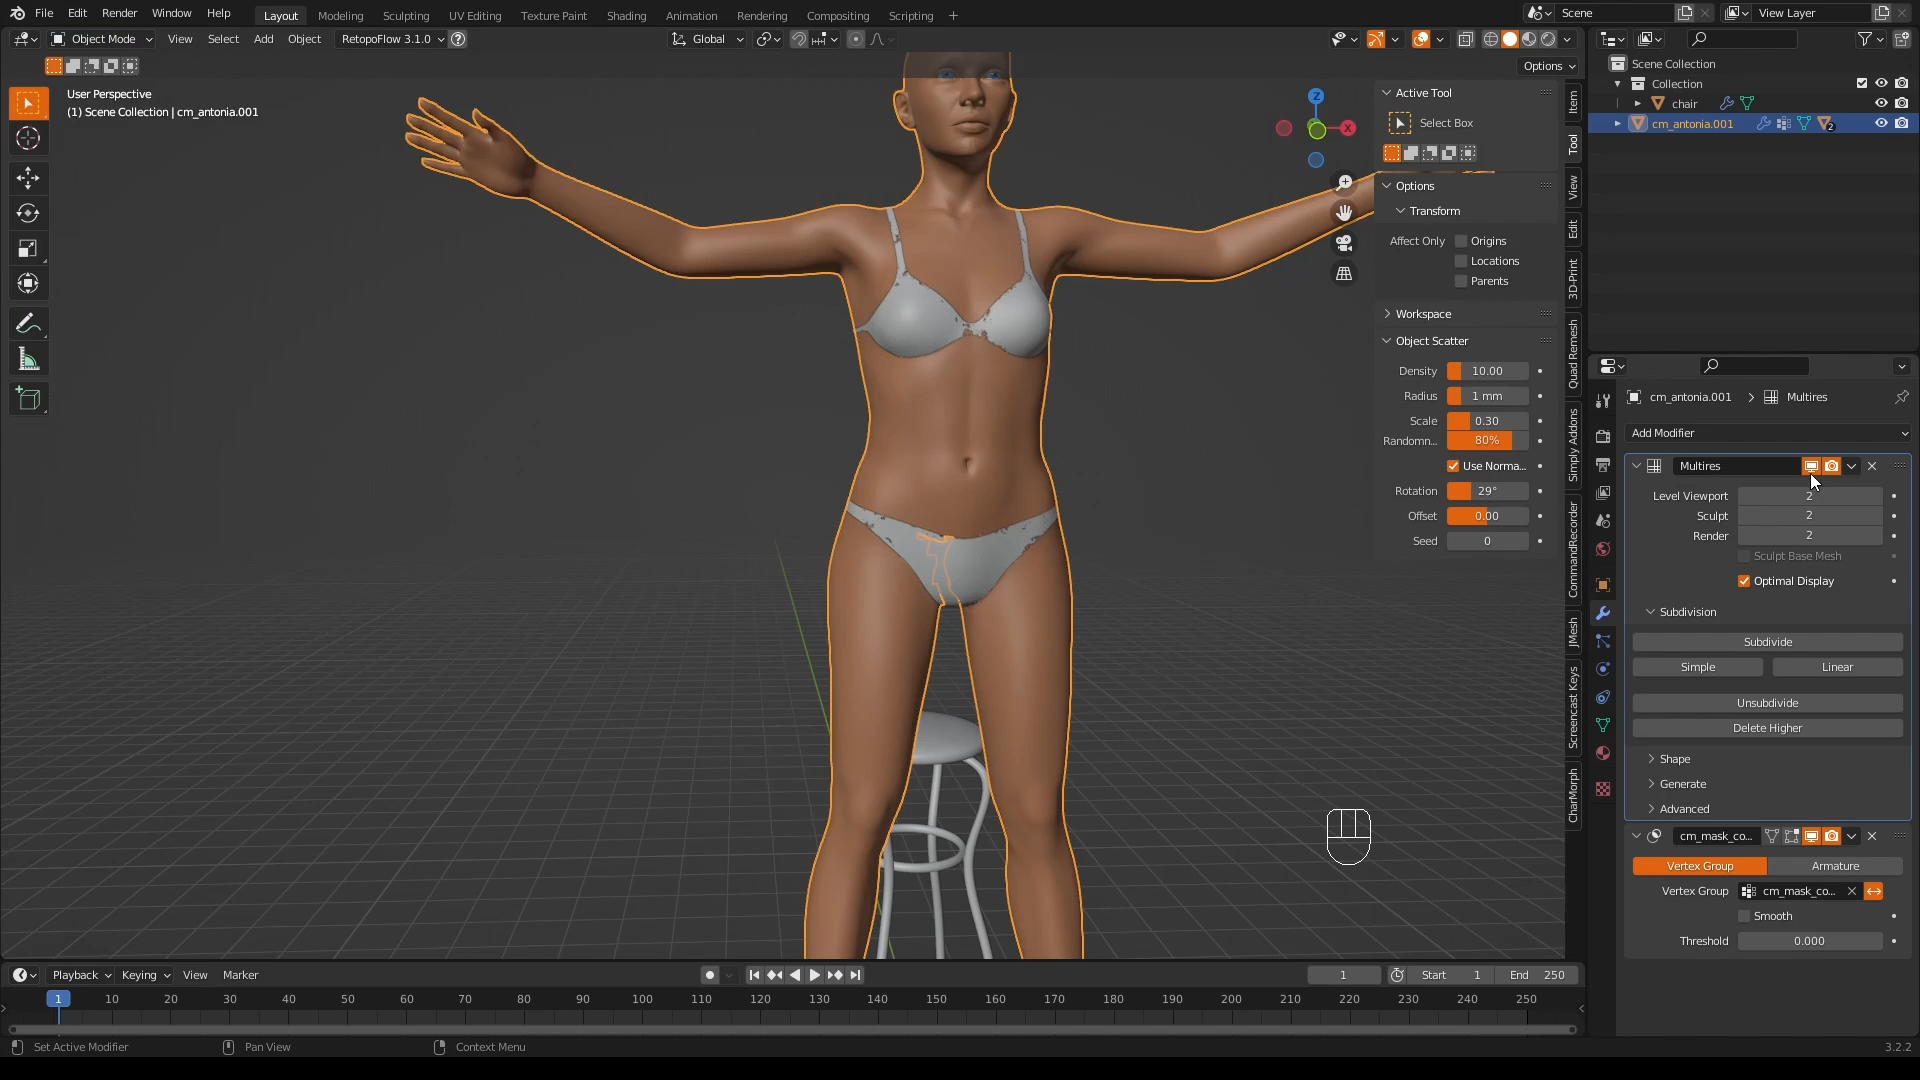 File Edit Render Window Help Layout Modeling Sculpting UV Editing Texture Paint Shading Animation Rendering Compositing Scripting + Scene View Layer
Object Mode View Select Add Object RetopoFlow 3.1.0 Global
Options
User Perspective
(1) Scene Collection | cm_antonia.001
Z
X
Active Tool
Select Box
Options
Transform
Affect Only Origins
Locations
Parents
Workspace
Object Scatter
Density 10.00
Radius 1 mm
Scale 0.30
Randomn... 80%
Use Norma...
Rotation 29°
Offset 0.00
Seed 0
Item
Tool
View
Edit
3D-Print
Quad Remesh
Simply Addons
CommandRecorder
JMesh
Screencast Keys
CharMorph
Scene Collection
Collection
chair
cm_antonia.001 2
cm_antonia.001 > Multires
Add Modifier
Multires
Level Viewport 2
Sculpt 2
Render 2
Sculpt Base Mesh
Optimal Display
Subdivision
Subdivide
Simple Linear
Unsubdivide
Delete Higher
Shape
Generate
Advanced
cm_mask_co...
Vertex Group Armature
Vertex Group cm_mask_co...
Smooth
Threshold 0.000
Playback Keying View Marker 1 Start 1 End 250
1 10 20 30 40 50 60 70 80 90 100 110 120 130 140 150 160 170 180 190 200 210 220 230 240 250
Set Active Modifier Pan View Context Menu 3.2.2